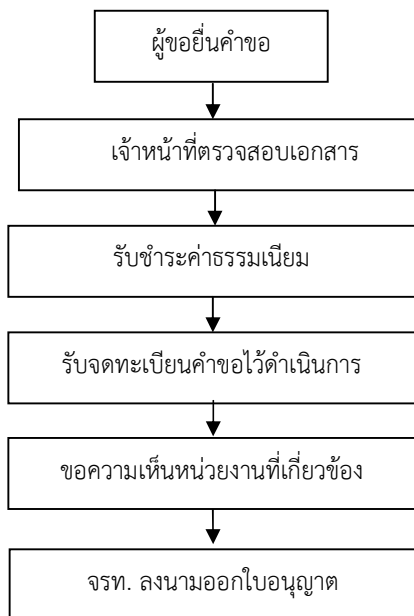 ผู้ขอยื่นคำขอ
เจ้าหน้าที่ตรวจสอบเอกสาร
รับชำระค่าธรรมเนียม
รับจดทะเบียนคำขอไว้ดำเนินการ
ขอความเห็นหน่วยงานที่เกี่ยวข้อง
จรท. ลงนามออกใบอนุญาต